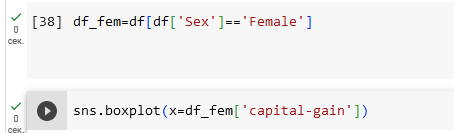 [38] df_fem=df[df['Sex']=='Female']
0
сек.
sns.boxplot(x=df_fem['capital-gain'])
0
сек.